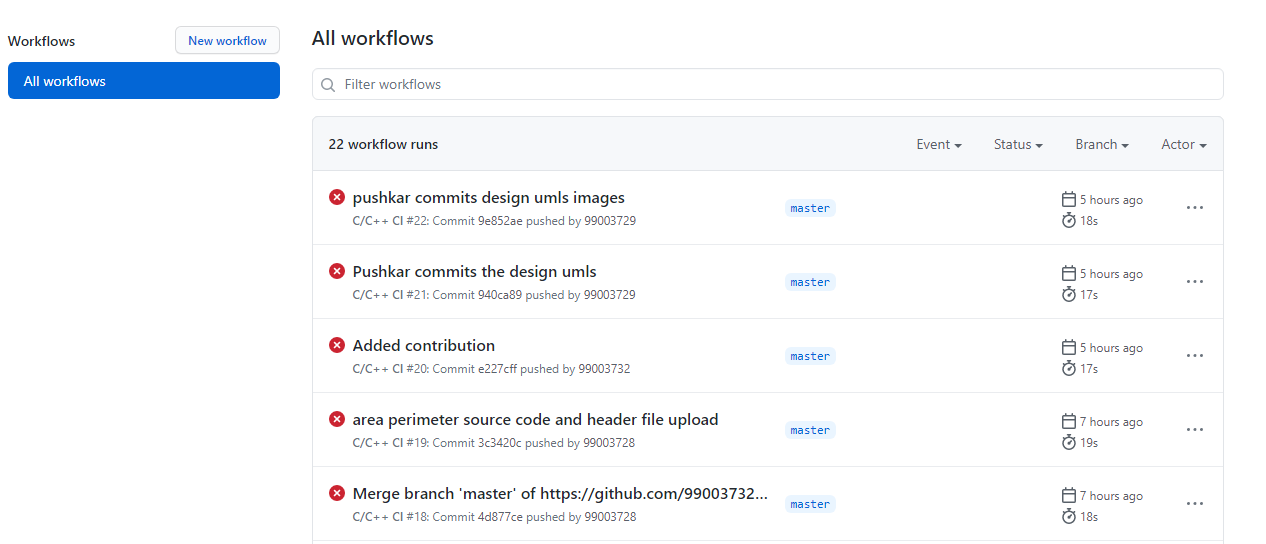 Workflows
New workflow
All workflows
All workflows
Filter workflows
22 workflow runs
Event
Status
Branch
Actor
pushkar commits design umls images
C/C++ CI #22: Commit 9e852ae pushed by 99003729
master
5 hours ago
18s
Pushkar commits the design umls
C/C++ CI #21: Commit 940ca89 pushed by 99003729
master
5 hours ago
17s
Added contribution
C/C++ CI #20: Commit e227cff pushed by 99003732
master
5 hours ago
17s
area perimeter source code and header file upload
C/C++ CI #19: Commit 3c3420c pushed by 99003728
master
7 hours ago
19s
Merge branch 'master' of https://github.com/99003732...
C/C++ CI #18: Commit 4d877ce pushed by 99003728
master
7 hours ago
18s